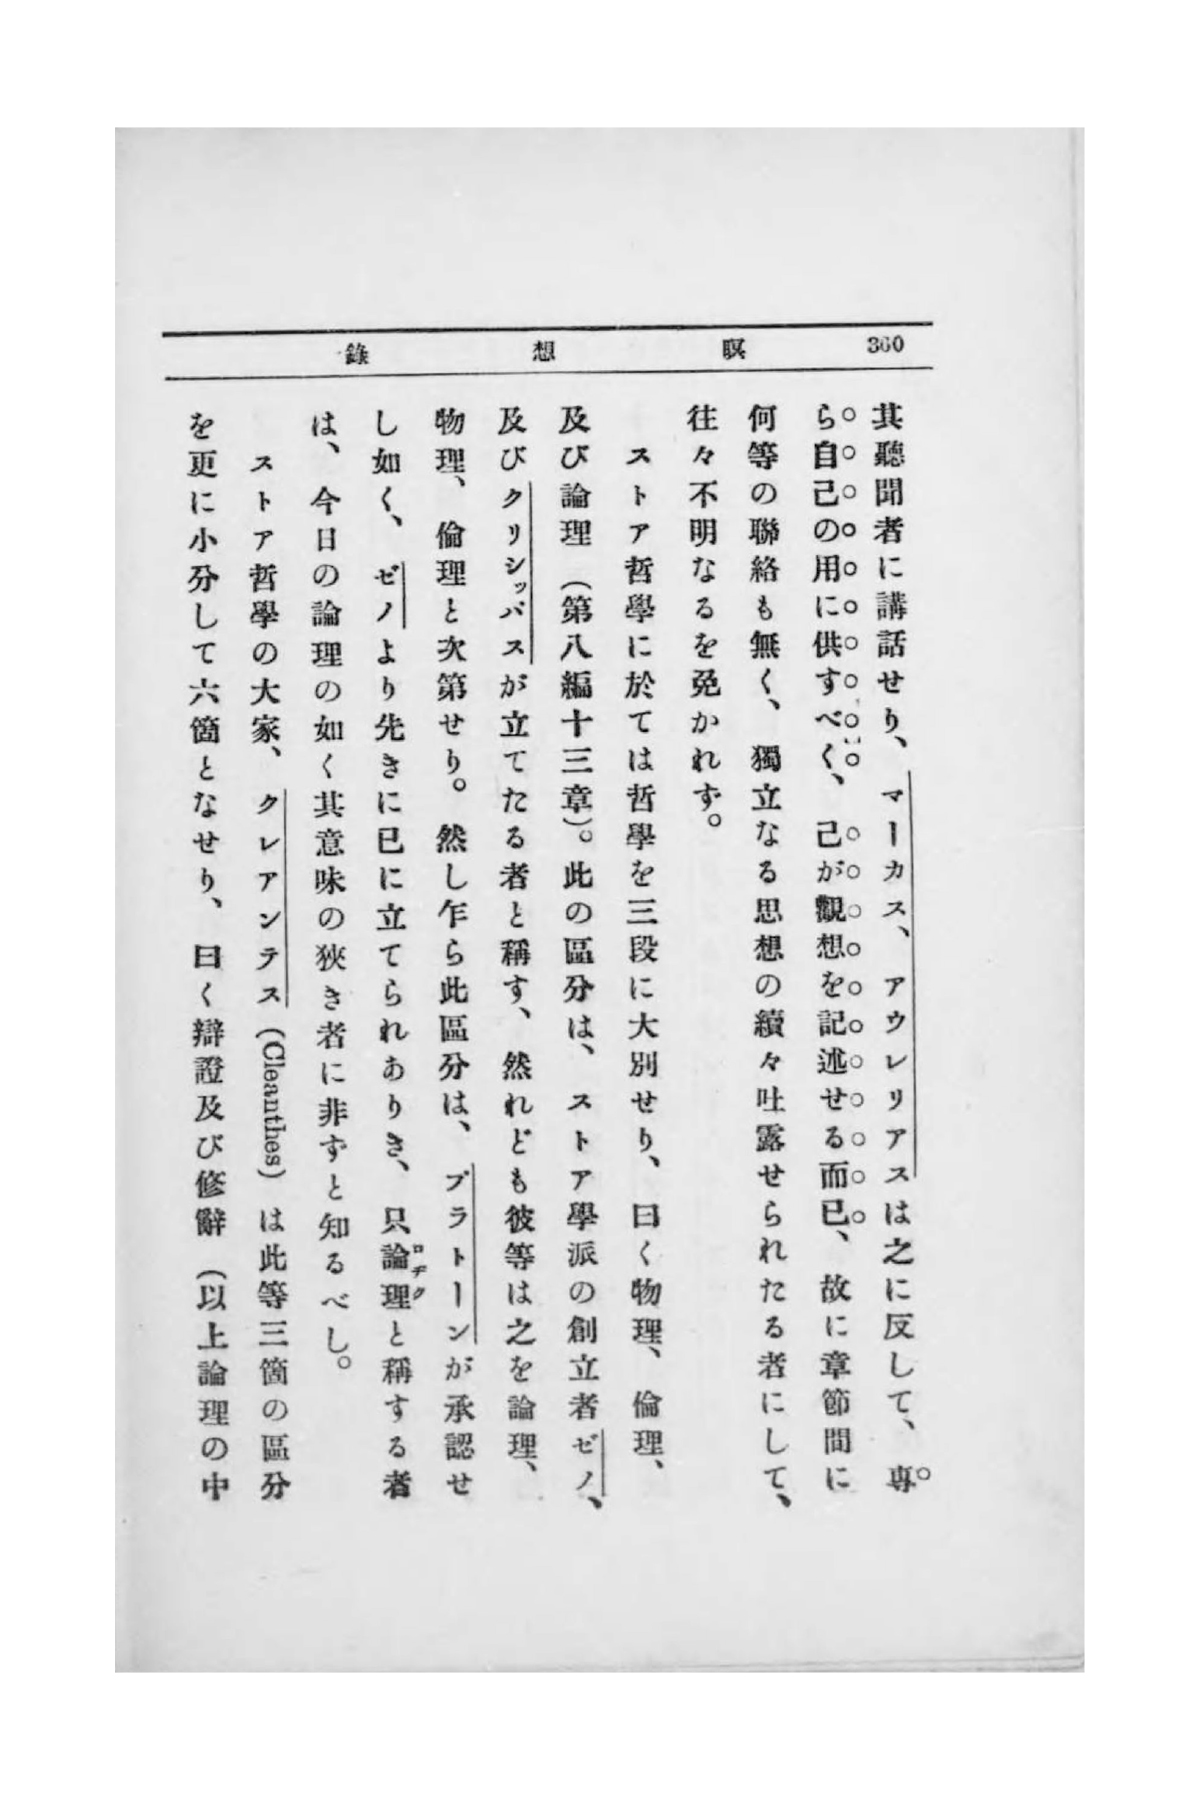 360 瞑想錄
其聽聞者に講話せり、マーカス、アウレリアスは之に反して、専
ら自己の用に供すべく、己が觀想を記述せる而已、故に章節間に
何等の聯絡も無く、獨立なる思想の續々吐露せられたる者にして、
往々不明なるを免かれず。
ストア哲學に於ては哲學を三段に大別せり、曰く物理、倫理、
及び論理(第八編十三章)。此の區分は、ストア學派の創立者ゼノ、
及びクリシッパスが立てたる者と稱す、然れども彼等は之を論理、
物理、倫理と次第せり。然し乍ら此區分は、プラトーンが承認せ
し如く、ゼノより先きに已に立てられありき、只論理ロヂクと稱する者
は、今日の論理の如く其意味の狹き者に非ずと知るべし。
ストア哲學の大家、クレアンテス(Cleanthes)は此等三箇の區分
を更に小分して六箇となせり、曰く辯證及び修辭(以上論理の中